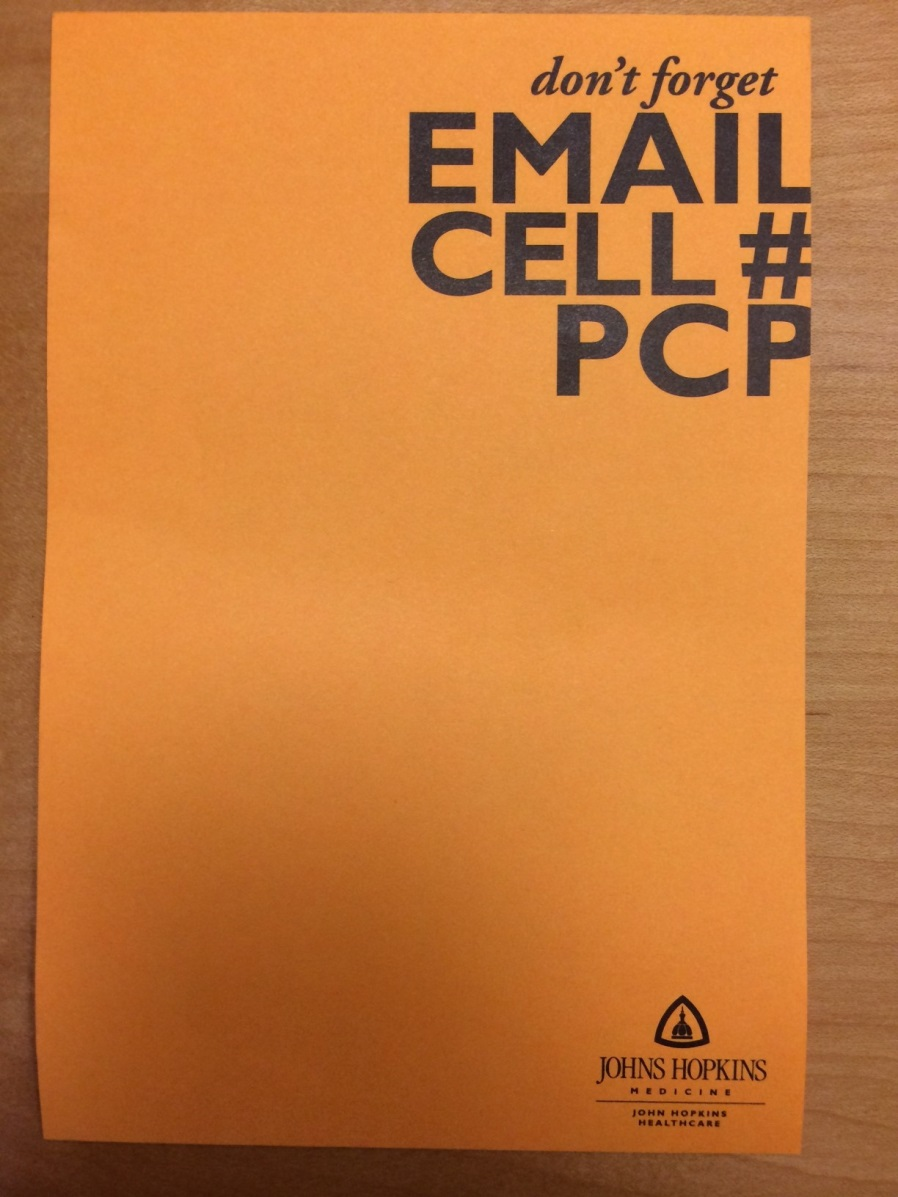 don't forget
EMAIL
CELL #
PCP
JOHNS HOPKINS
MEDICINE
JOHN HOPKINS
HEALTHCARE